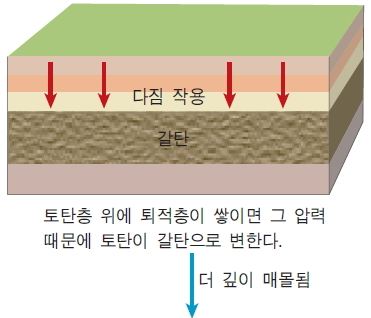 다짐 작용
갈탄
토탄층 위에 퇴적층이 쌓이면 그 압력
때문에 토탄이 갈탄으로 변한다.
더 깊이 매몰됨